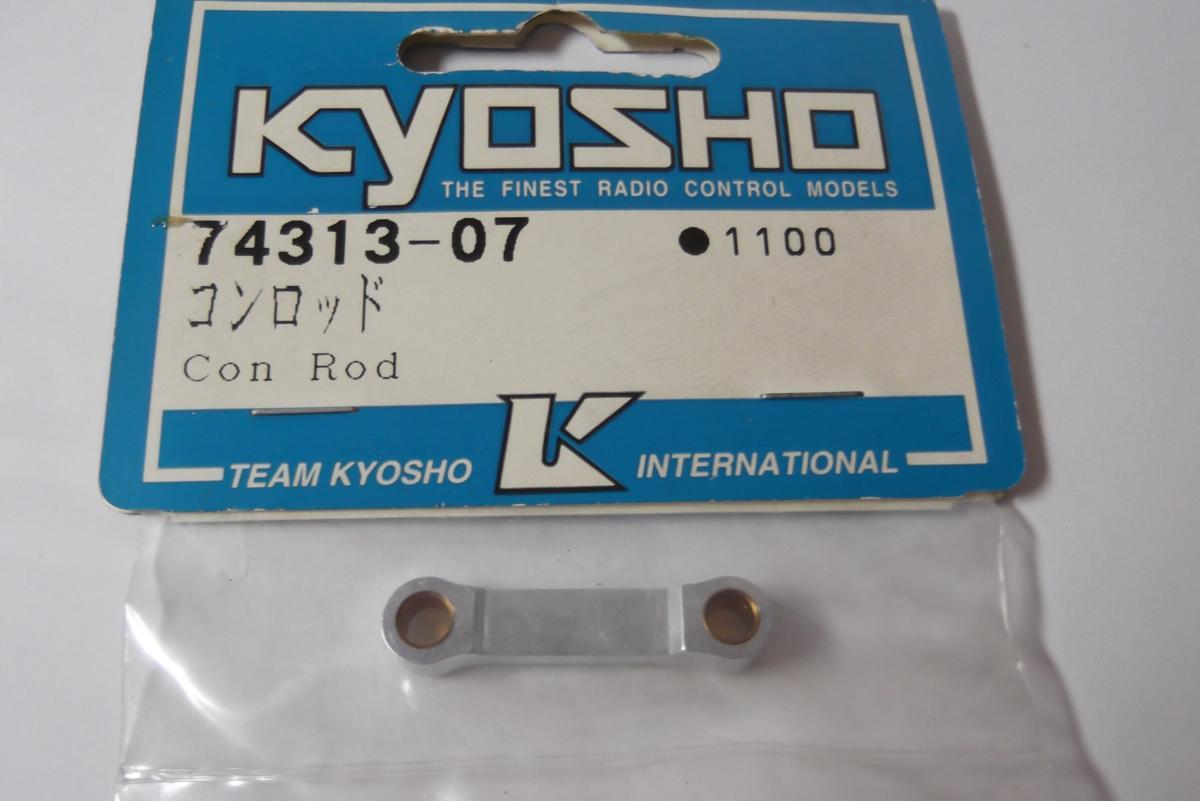 KYOSHO
THE FINEST RADIO CONTROL MODELS
74313-07 ●1100
コンロッド
Con Rod
TEAM KYOSHO K INTERNATIONAL